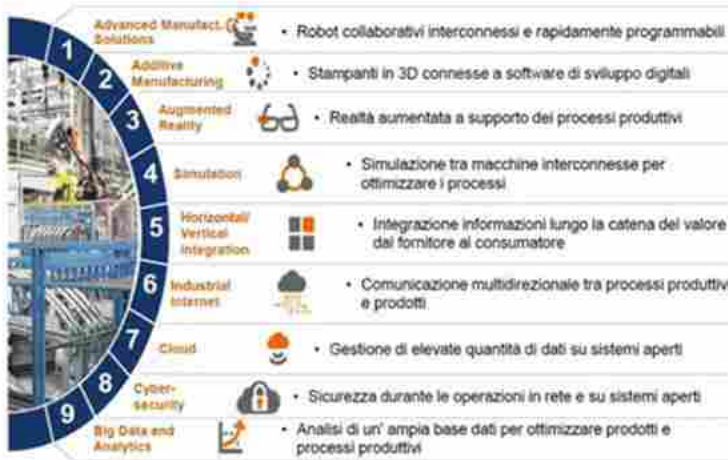 1
Advanced Manufact.
Solutions
• Robot collaborativi interconnessi e rapidamente programmabili
2
Additive
Manufacturing
• Stampanti in 3D connesse a software di sviluppo digitali
3
Augmented
Reality
• Realtà aumentata a supporto dei processi produttivi
4
Simulation
• Simulazione tra macchine interconnesse per
ottimizzare i processi
5
Horizontal/
Vertical
Integration
• Integrazione informazioni lungo la catena del valore
dal fornitore al consumatore
6
Industrial
Internet
• Comunicazione multidirezionale tra processi produttivi
e prodotti
7
Cloud
• Gestione di elevate quantità di dati su sistemi aperti
8
Cyber-
security
• Sicurezza durante le operazioni in rete e su sistemi aperti
9
Big Data and
Analytics
• Analisi di un' ampia base dati per ottimizzare prodotti e
processi produttivi